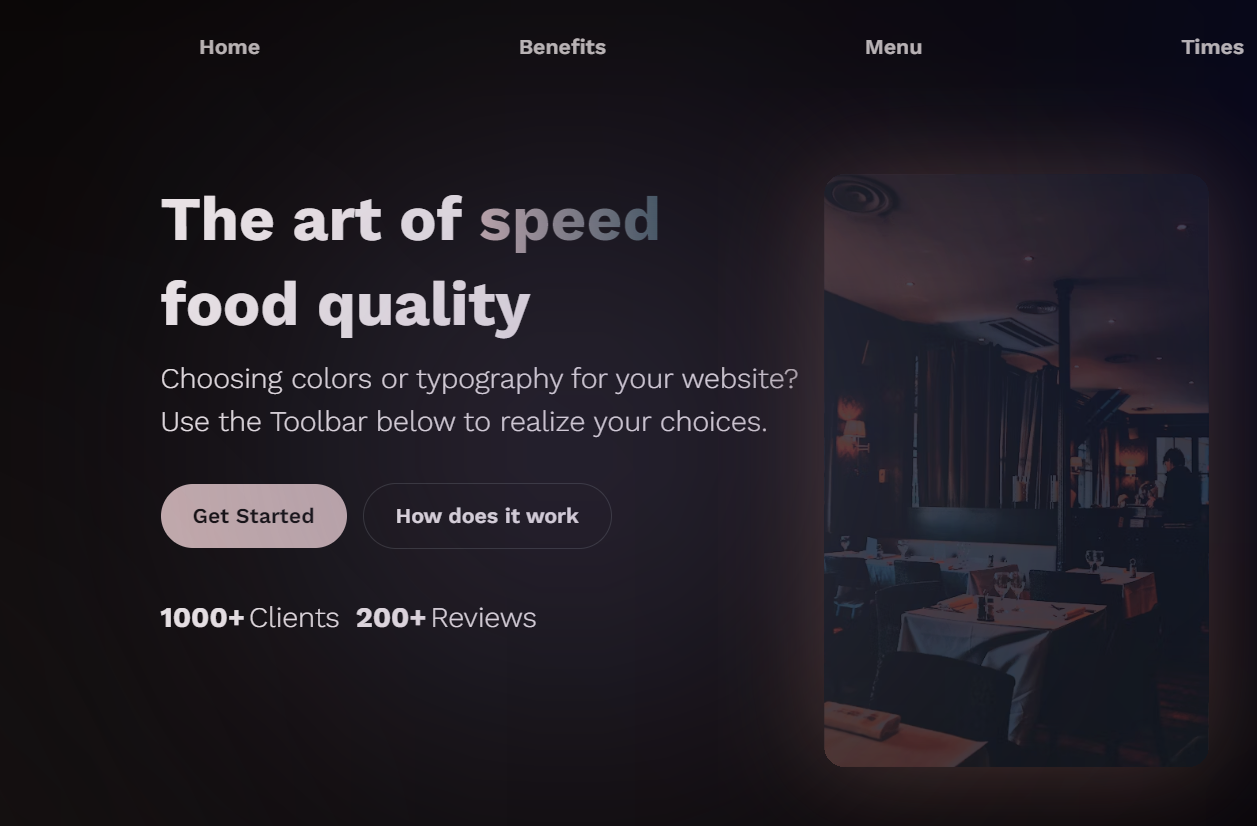 Home Benefits Menu Times
The art of speed
food quality
Choosing colors or typography for your website?
Use the Toolbar below to realize your choices.
Get Started How does it work
1000+ Clients 200+ Reviews